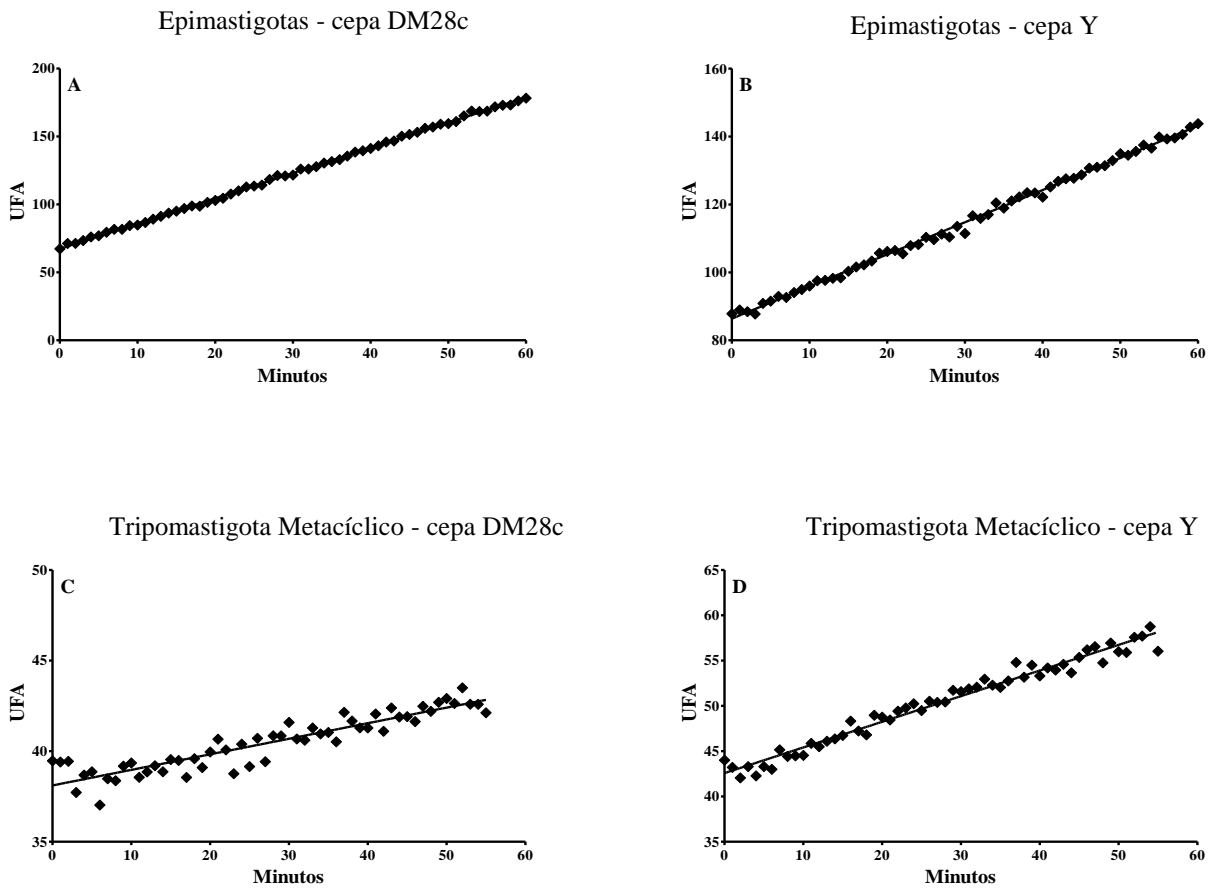 Epimastigotas - cepa DM28c
A
UFA
200
150
100
50
0
0 10 20 30 40 50 60
Minutos
Epimastigotas - cepa Y
B
UFA
160
140
120
100
80
0 10 20 30 40 50 60
Minutos
Tripomastigota Metacíclico - cepa DM28c
C
UFA
50
45
40
35
0 10 20 30 40 50 60
Minutos
Tripomastigota Metacíclico - cepa Y
D
UFA
65
60
55
50
45
40
35
0 10 20 30 40 50 60
Minutos